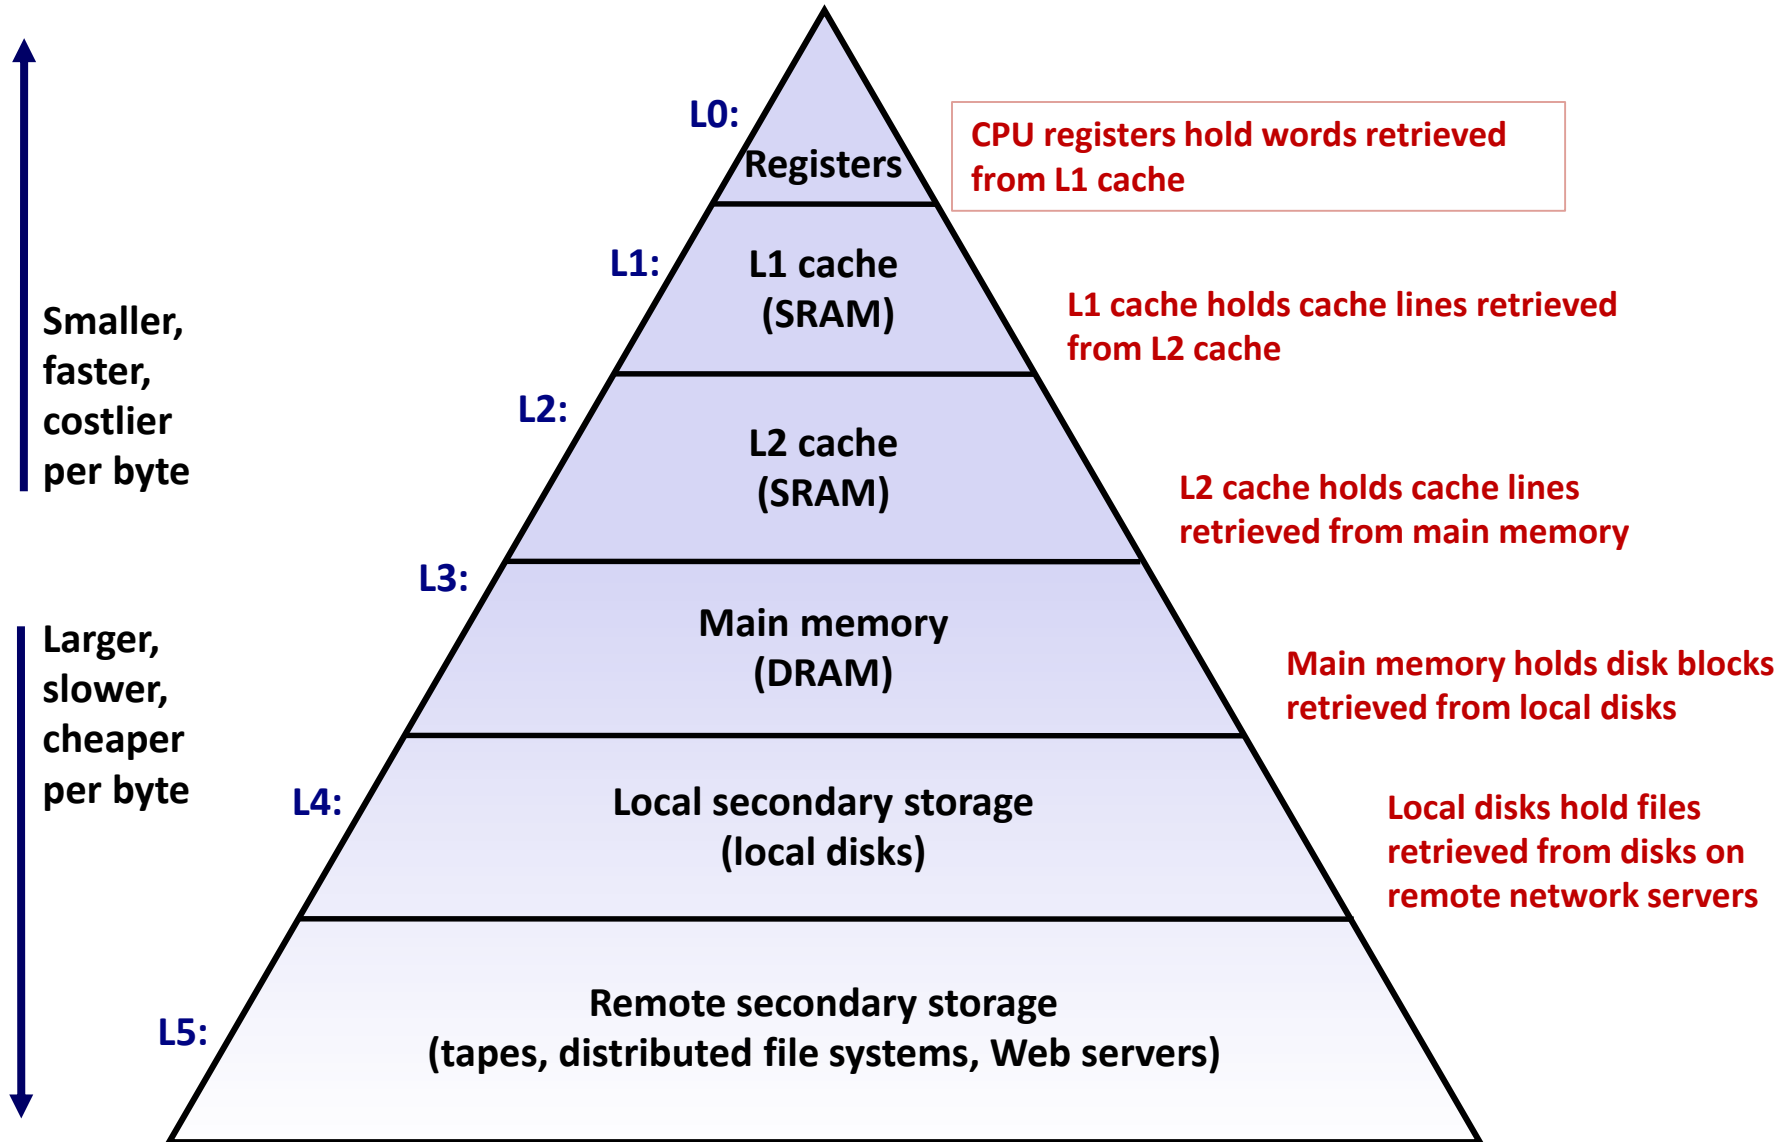 L0:
Registers
CPU registers hold words retrieved
from L1 cache
L1:
L1 cache
(SRAM)
L1 cache holds cache lines retrieved
from L2 cache
Smaller,
faster,
costlier
per byte
L2:
L2 cache
(SRAM)
L2 cache holds cache lines
retrieved from main memory
L3:
Main memory
(DRAM)
Main memory holds disk blocks
retrieved from local disks
Larger,
slower,
cheaper
per byte
L4:
Local secondary storage
(local disks)
Local disks hold files
retrieved from disks on
remote network servers
L5:
Remote secondary storage
(tapes, distributed file systems, Web servers)